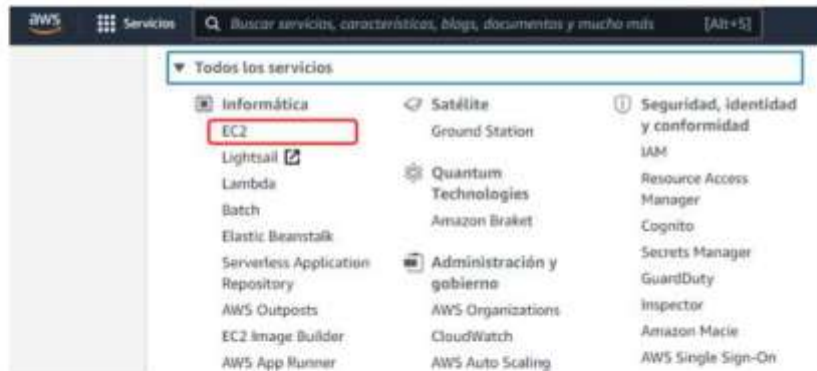 aws
Servicios
Buscar servicios, características, blogs, documentos y mucho más
[Alt+S]
Todos los servicios
Informática
EC2
Lightsail
Lambda
Batch
Elastic Beanstalk
Serverless Application
Repository
AWS Outposts
EC2 Image Builder
AWS App Runner
Satélite
Ground Station
Quantum
Technologies
Amazon Braket
Administración y
gobierno
AWS Organizations
CloudWatch
AWS Auto Scaling
Seguridad, identidad
y conformidad
IAM
Resource Access
Manager
Cognito
Secrets Manager
GuardDuty
Inspector
Amazon Macie
AWS Single Sign-On